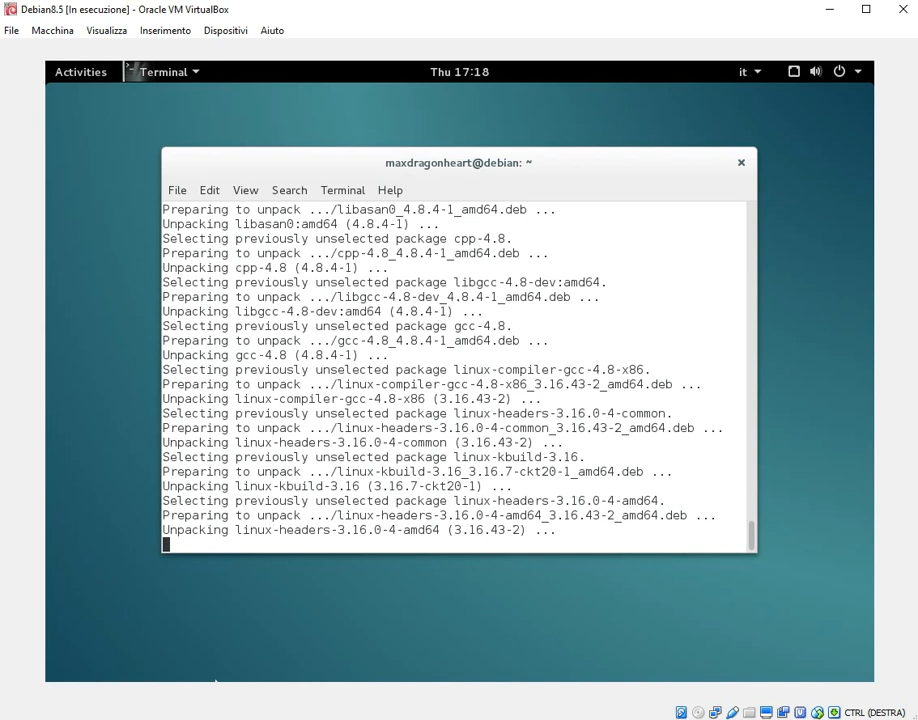 Debian8.5 [In esecuzione] - Oracle VM VirtualBox
File Macchina Visualizza Inserimento Dispositivi Aiuto
Activities Terminal Thu 17:18 it
maxdragonheart@debian: ~
File Edit View Search Terminal Help
Preparing to unpack .../libasan0_4.8.4-1_amd64.deb ...
Unpacking libasan0:amd64 (4.8.4-1) ...
Selecting previously unselected package cpp-4.8.
Preparing to unpack .../cpp-4.8_4.8.4-1_amd64.deb ...
Unpacking cpp-4.8 (4.8.4-1) ...
Selecting previously unselected package libgcc-4.8-dev:amd64.
Preparing to unpack .../libgcc-4.8-dev_4.8.4-1_amd64.deb ...
Unpacking libgcc-4.8-dev:amd64 (4.8.4-1) ...
Selecting previously unselected package gcc-4.8.
Preparing to unpack .../gcc-4.8_4.8.4-1_amd64.deb ...
Unpacking gcc-4.8 (4.8.4-1) ...
Selecting previously unselected package linux-compiler-gcc-4.8-x86.
Preparing to unpack .../linux-compiler-gcc-4.8-x86_3.16.43-2_amd64.deb ...
Unpacking linux-compiler-gcc-4.8-x86 (3.16.43-2) ...
Selecting previously unselected package linux-headers-3.16.0-4-common.
Preparing to unpack .../linux-headers-3.16.0-4-common_3.16.43-2_amd64.deb ...
Unpacking linux-headers-3.16.0-4-common (3.16.43-2) ...
Selecting previously unselected package linux-kbuild-3.16.
Preparing to unpack .../linux-kbuild-3.16_3.16.7-ckt20-1_amd64.deb ...
Unpacking linux-kbuild-3.16 (3.16.7-ckt20-1) ...
Selecting previously unselected package linux-headers-3.16.0-4-amd64.
Preparing to unpack .../linux-headers-3.16.0-4-amd64_3.16.43-2_amd64.deb ...
Unpacking linux-headers-3.16.0-4-amd64 (3.16.43-2) ...
CTRL (DESTRA)